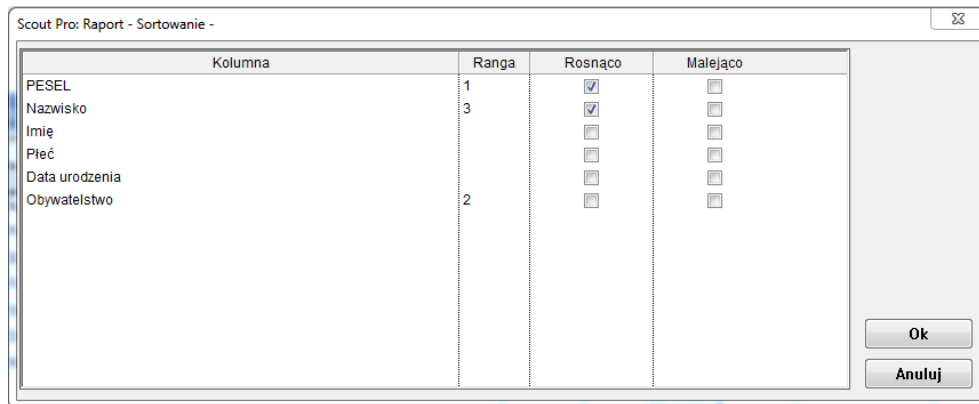 Scout Pro: Raport - Sortowanie -
Kolumna Ranga Rosnąco Malejąco
PESEL 1
Nazwisko 3
Imię
Płeć
Data urodzenia
Obywatelstwo 2
Ok
Anuluj